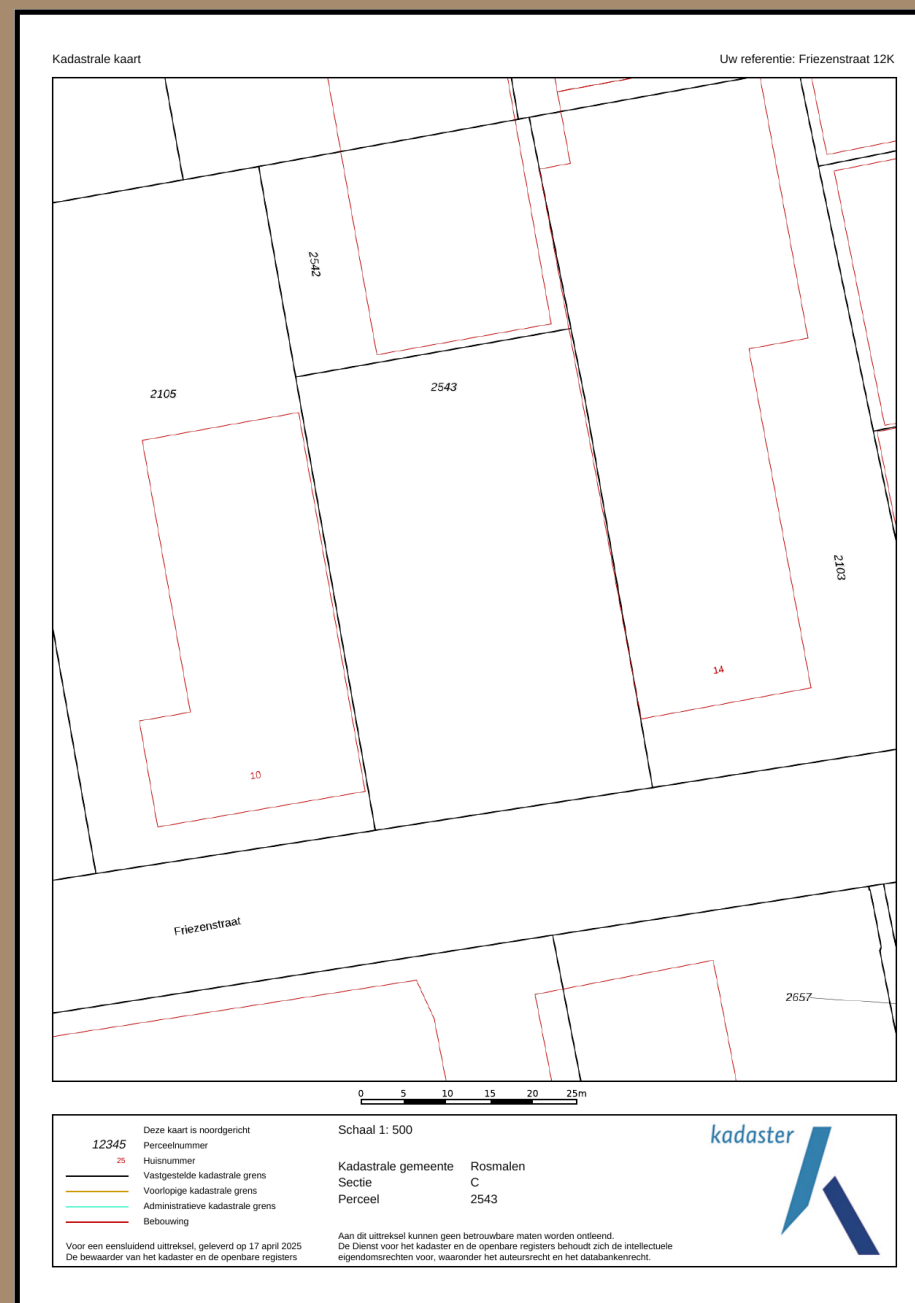 Kadastrale kaart
Uw referentie: Friezenstraat 12K
2542
2105
2543
2103
14
10
Friezenstraat
2657
0 5 10 15 20 25m
Deze kaart is noordgericht
12345 Perceelnummer
25 Huisnummer
Vastgestelde kadastrale grens
Voorlopige kadastrale grens
Administratieve kadastrale grens
Bebouwing
Voor een eensluidend uittreksel, geleverd op 17 april 2025
De bewaarder van het kadaster en de openbare registers
Schaal 1: 500
Kadastrale gemeente Rosmalen
Sectie C
Perceel 2543
Aan dit uittreksel kunnen geen betrouwbare maten worden ontleend.
De Dienst voor het kadaster en de openbare registers behoudt zich de intellectuele
eigendomsrechten voor, waaronder het auteursrecht en het databankenrecht.
kadaster